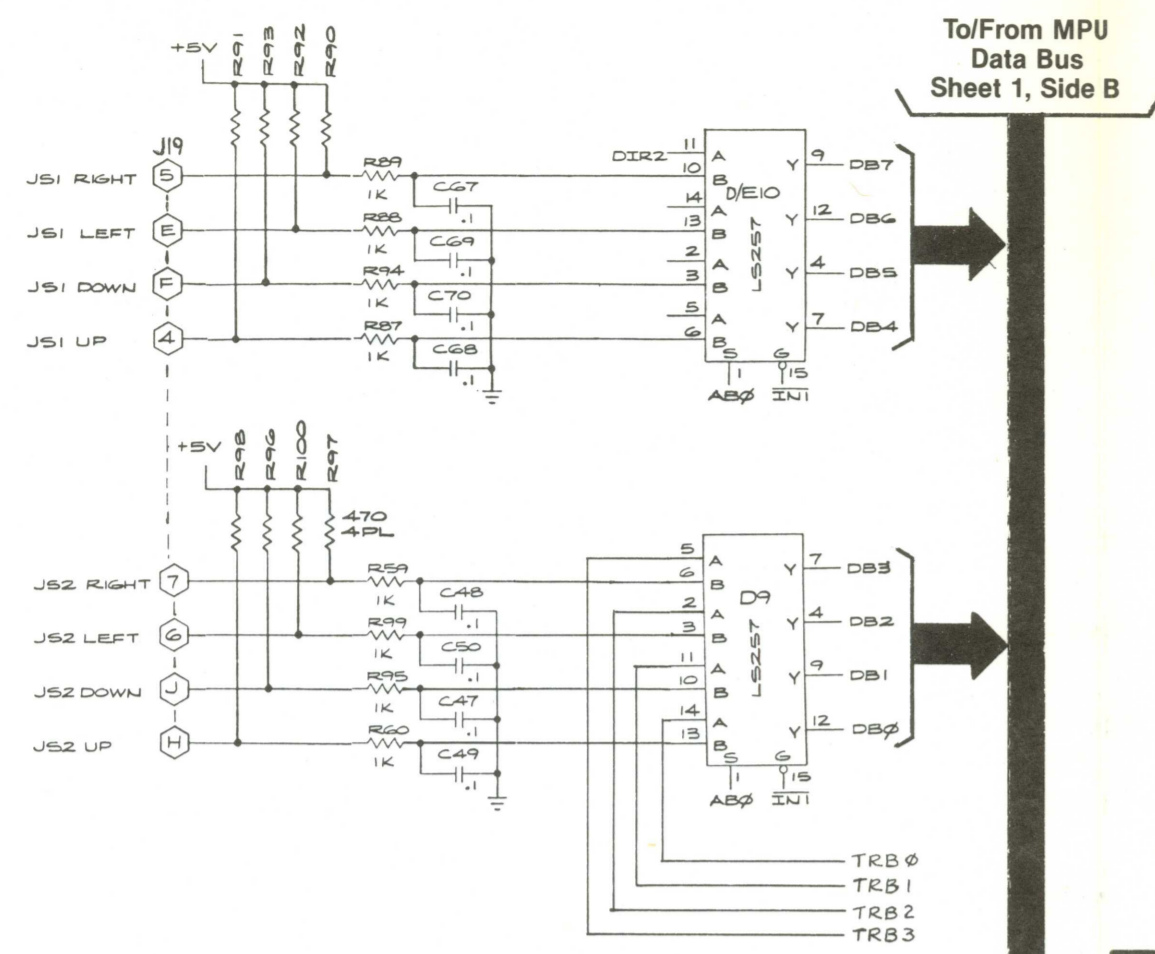 To/From MPU
Data Bus
Sheet 1, Side B
+5V
R91
R93
R92
R90
J19
JS1 RIGHT 5
R89
1K
C67
.1
JS1 LEFT E
R88
1K
C69
.1
JS1 DOWN F
R94
1K
C70
.1
JS1 UP 4
R87
1K
C68
.1
DIR2 11 A
10 B
14 A
13 B
2 A
3 B
5 A
6 B
D/E10
LS257
Y 9 DB7
Y 12 DB6
Y 4 DB5
Y 7 DB4
S G
1 15
ABØ IN1
+5V
R98
R96
R100
R97
470
4PL
JS2 RIGHT 7
R59
1K
C48
.1
JS2 LEFT 6
R99
1K
C50
.1
JS2 DOWN J
R95
1K
C47
.1
JS2 UP H
R60
1K
C49
.1
5 A
6 B
2 A
3 B
11 A
10 B
14 A
13 B
D9
LS257
Y 7 DB3
Y 4 DB2
Y 9 DB1
Y 12 DBØ
S G
1 15
ABØ IN1
TRBØ
TRB1
TRB2
TRB3